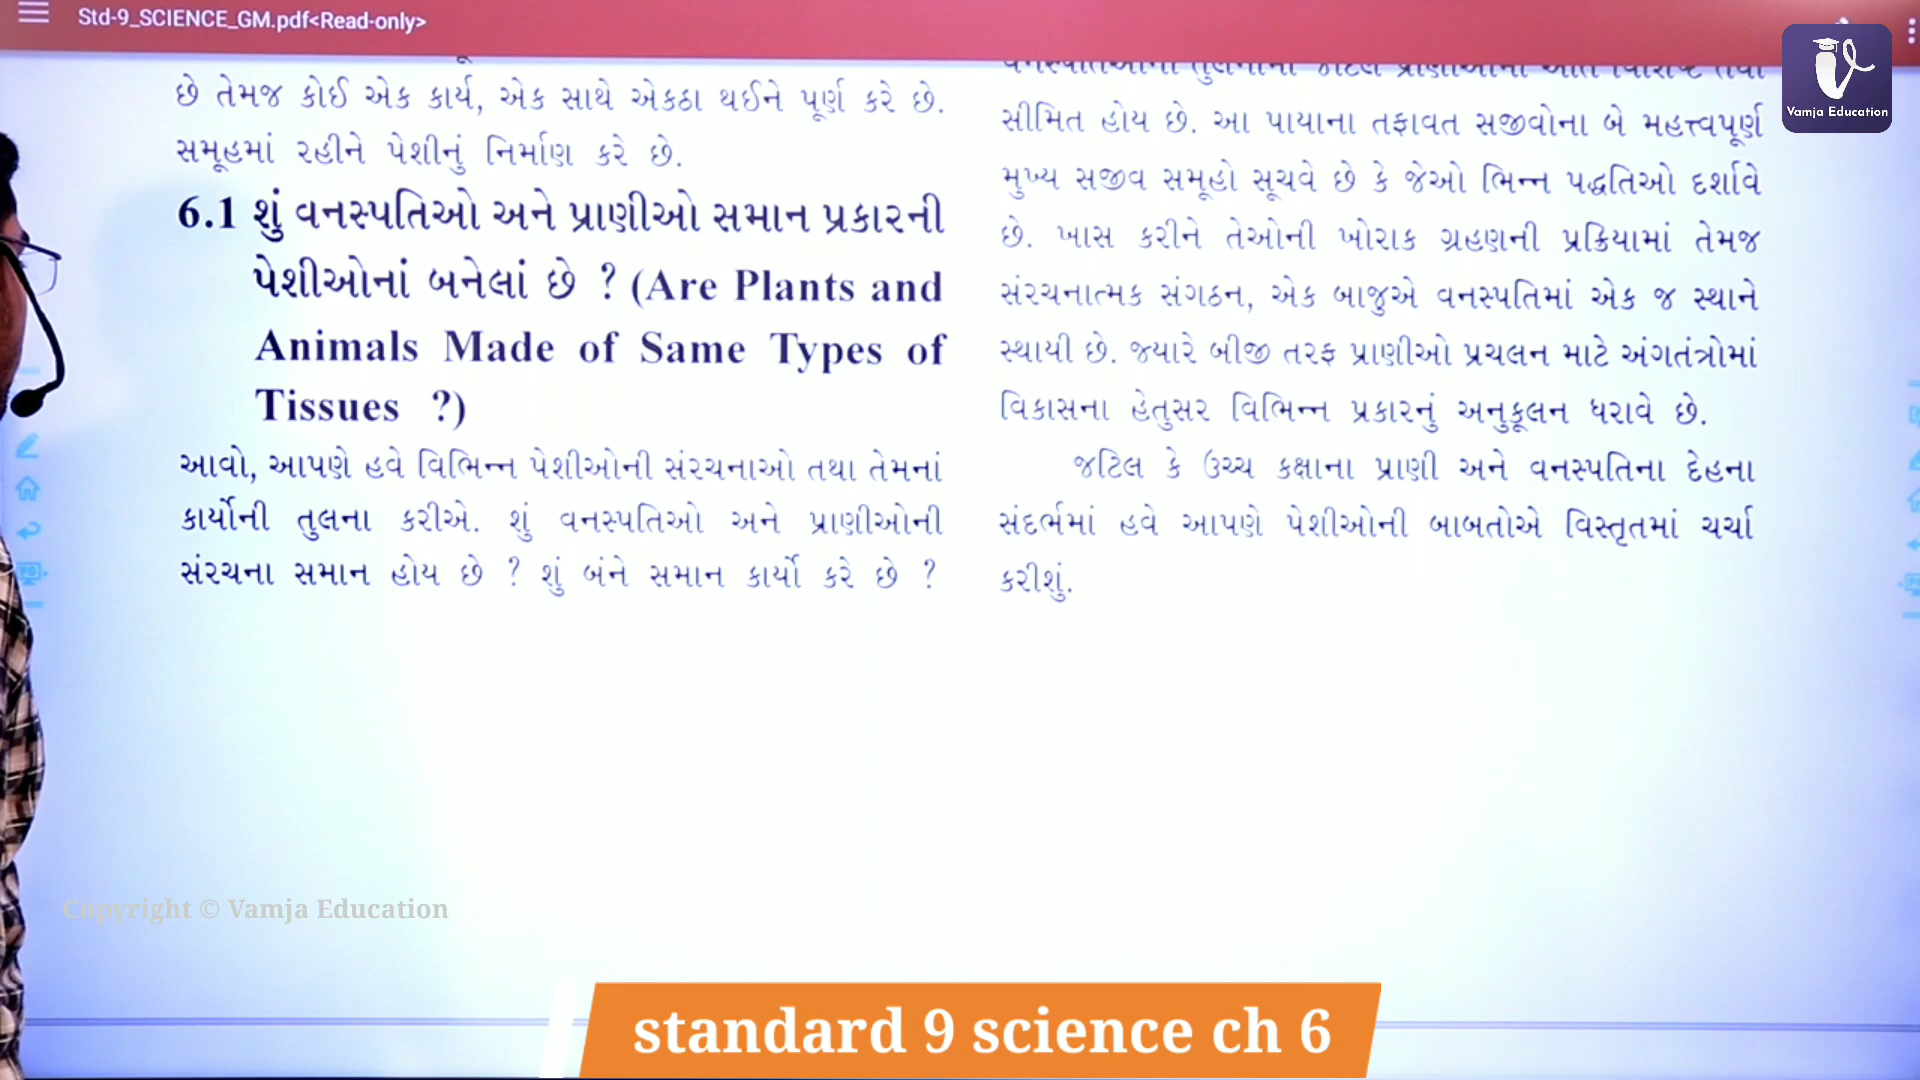 Std-9_SCIENCE_GM.pdf<Read-only>
Vamja Education
છે તેમજ કોઈ એક કાર્ય, એક સાથે એકઠા થઈને પૂર્ણ કરે છે.
સમૂહમાં રહીને પેશીનું નિર્માણ કરે છે.
6.1 શું વનસ્પતિઓ અને પ્રાણીઓ સમાન પ્રકારની
પેશીઓનાં બનેલાં છે ? (Are Plants and
Animals Made of Same Types of
Tissues ?)
આવો, આપણે હવે વિભિન્ન પેશીઓની સંરચનાઓ તથા તેમનાં
કાર્યોની તુલના કરીએ. શું વનસ્પતિઓ અને પ્રાણીઓની
સંરચના સમાન હોય છે ? શું બંને સમાન કાર્યો કરે છે ?
સીમિત હોય છે. આ પાયાના તફાવત સજીવોના બે મહત્ત્વપૂર્ણ
મુખ્ય સજીવ સમૂહો સૂચવે છે કે જેઓ ભિન્ન પદ્ધતિઓ દર્શાવે
છે. ખાસ કરીને તેઓની ખોરાક ગ્રહણની પ્રક્રિયામાં તેમજ
સંરચનાત્મક સંગઠન, એક બાજુએ વનસ્પતિમાં એક જ સ્થાને
સ્થાયી છે. જ્યારે બીજી તરફ પ્રાણીઓ પ્રચલન માટે અંગતંત્રોમાં
વિકાસના હેતુસર વિભિન્ન પ્રકારનું અનુકૂલન ધરાવે છે.
જટિલ કે ઉચ્ચ કક્ષાના પ્રાણી અને વનસ્પતિના દેહના
સંદર્ભમાં હવે આપણે પેશીઓની બાબતોએ વિસ્તૃતમાં ચર્ચા
કરીશું.
Copyright © Vamja Education
standard 9 science ch 6